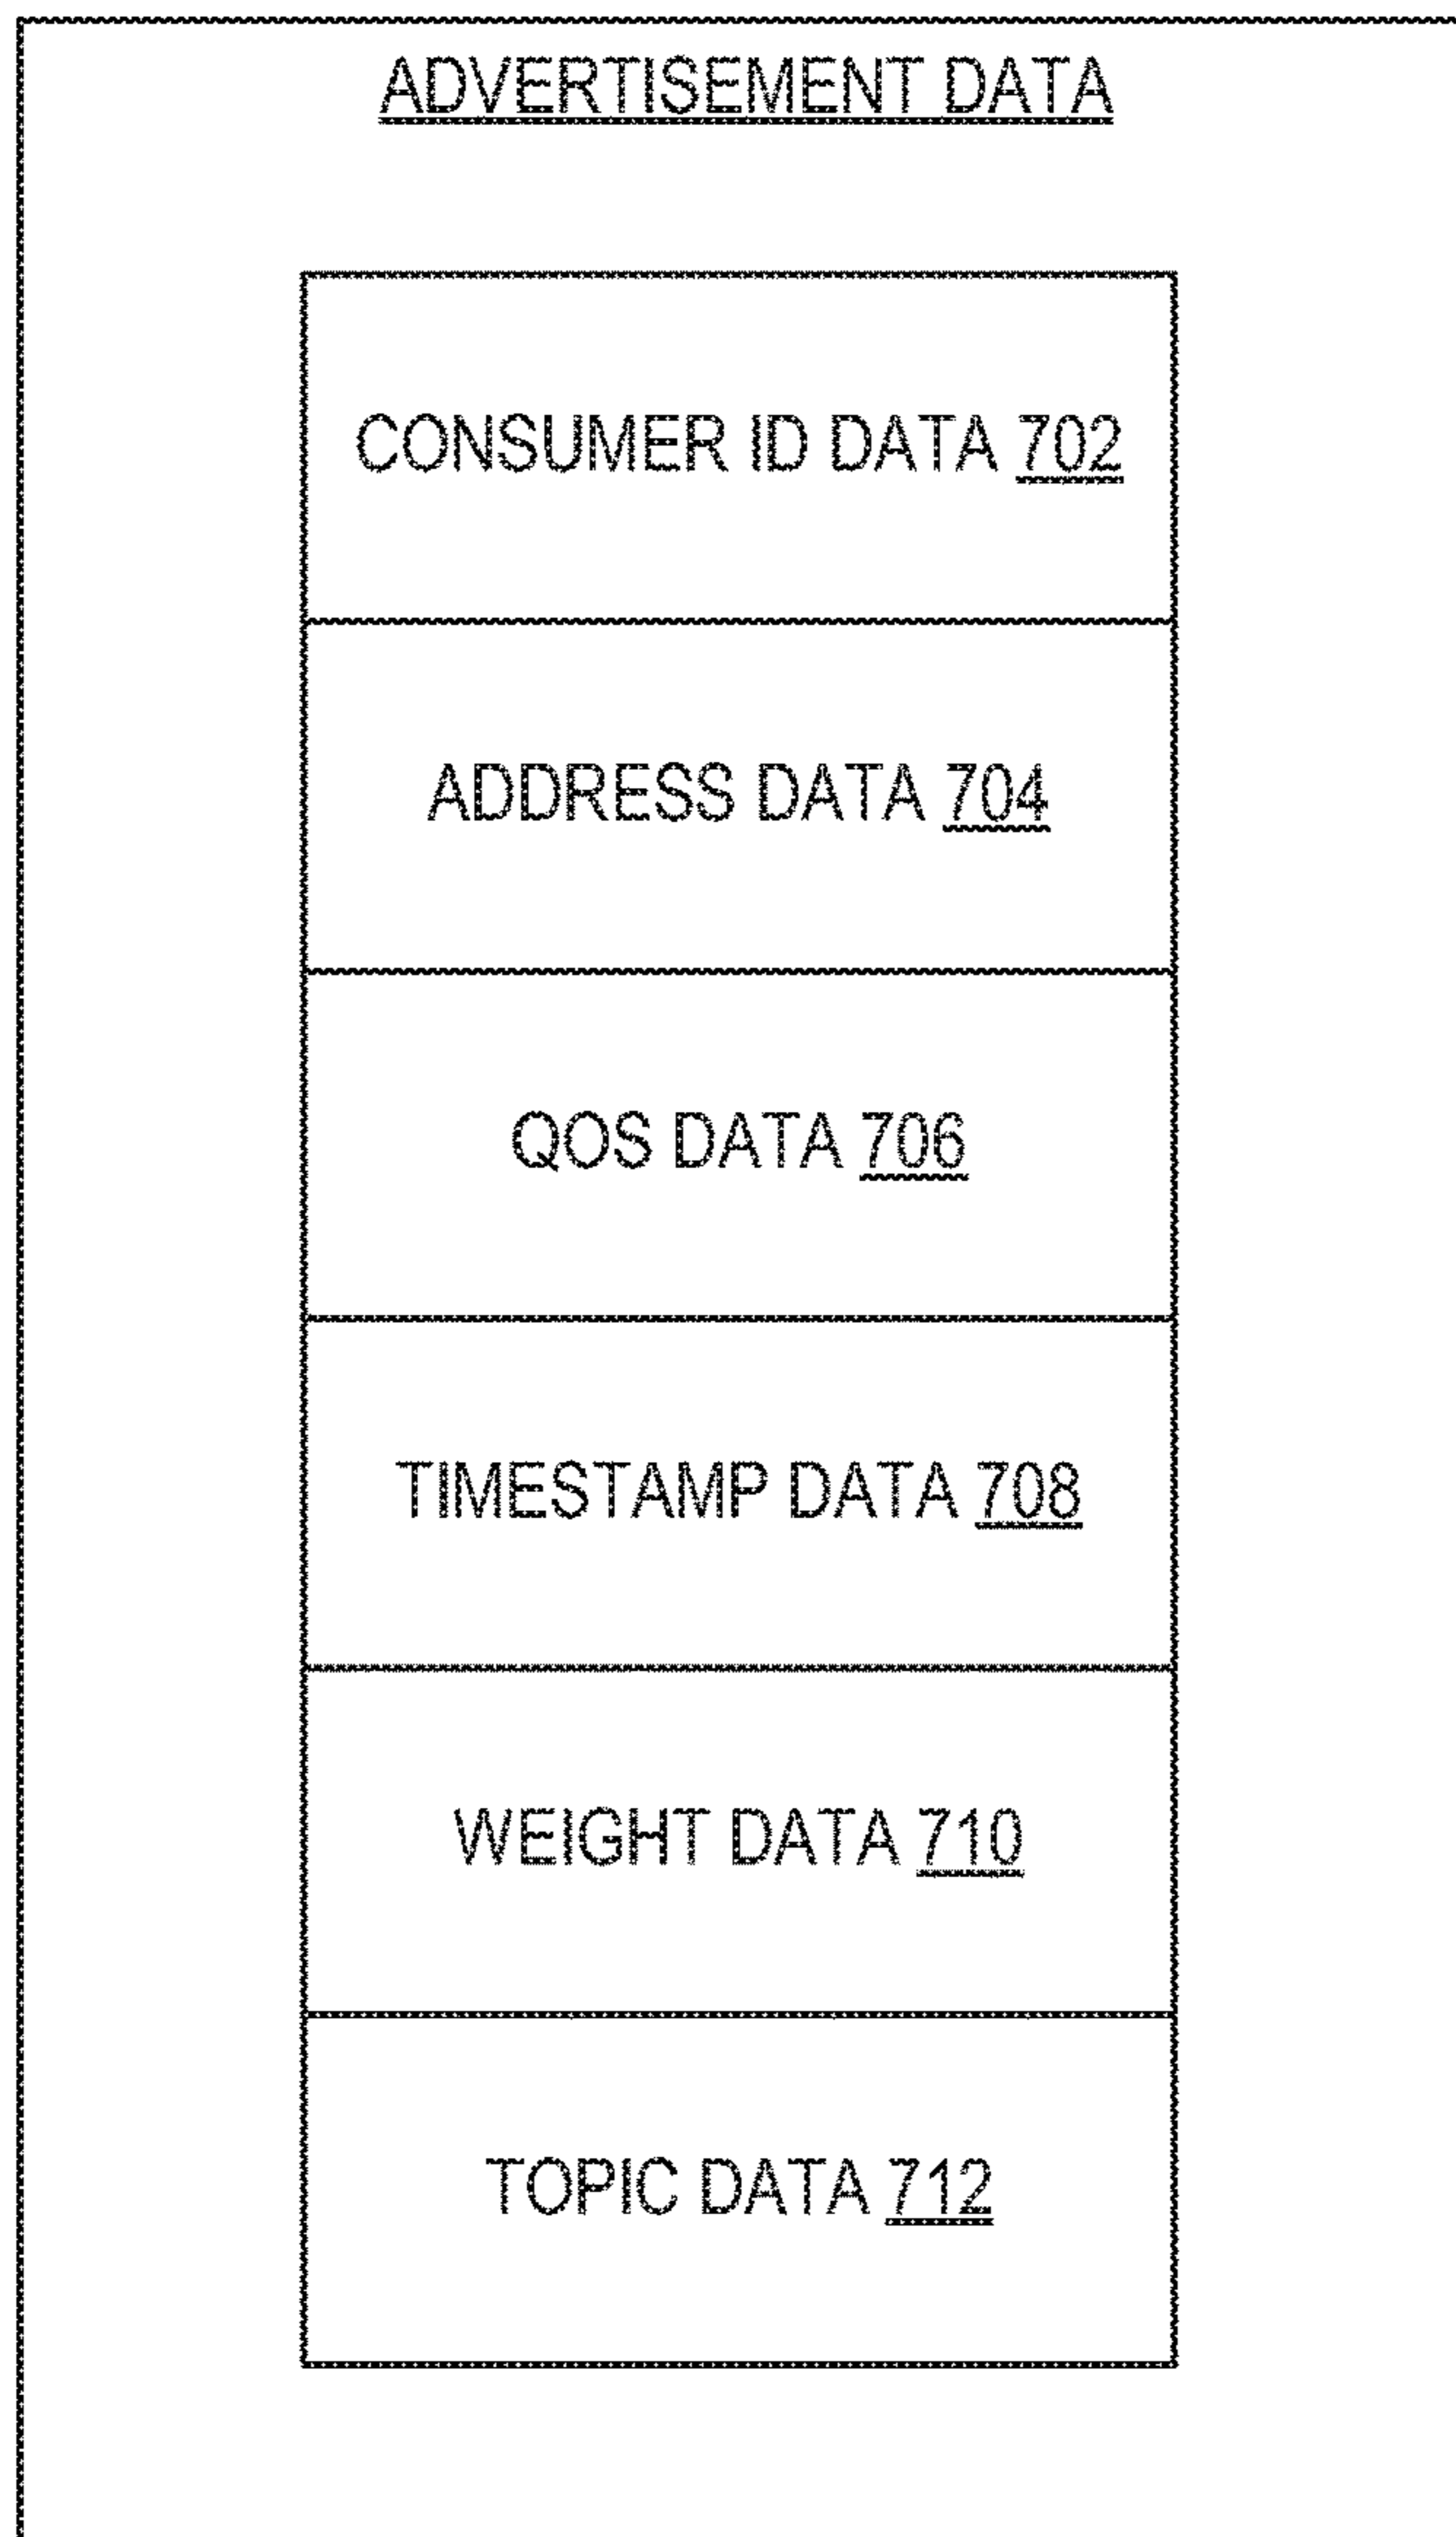 ADVERTISEMENT DATA
CONSUMER ID DATA 702
ADDRESS DATA 704
QOS DATA 706
TIMESTAMP DATA 708
WEIGHT DATA 710
TOPIC DATA 712